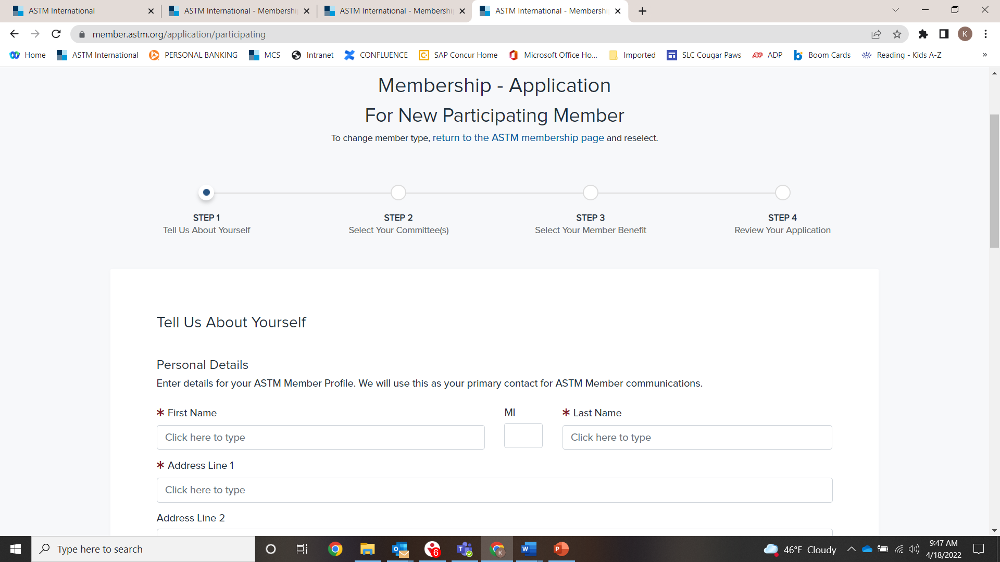 ASTM International
ASTM International - Membershi
ASTM International - Membershi
ASTM International - Membershi
member.astm.org/application/participating
K
Home
ASTM International
PERSONAL BANKING
MCS
Intranet
CONFLUENCE
SAP Concur Home
Microsoft Office Ho...
Imported
SLC Cougar Paws
ADP
Boom Cards
Reading - Kids A-Z
»
Membership - Application
For New Participating Member
To change member type, return to the ASTM membership page and reselect.
STEP 1
Tell Us About Yourself
STEP 2
Select Your Committee(s)
STEP 3
Select Your Member Benefit
STEP 4
Review Your Application
Tell Us About Yourself
Personal Details
Enter details for your ASTM Member Profile. We will use this as your primary contact for ASTM Member communications.
* First Name
MI
* Last Name
Click here to type
Click here to type
* Address Line 1
Click here to type
Address Line 2
Type here to search
6
K
46°F Cloudy
9:47 AM
4/18/2022